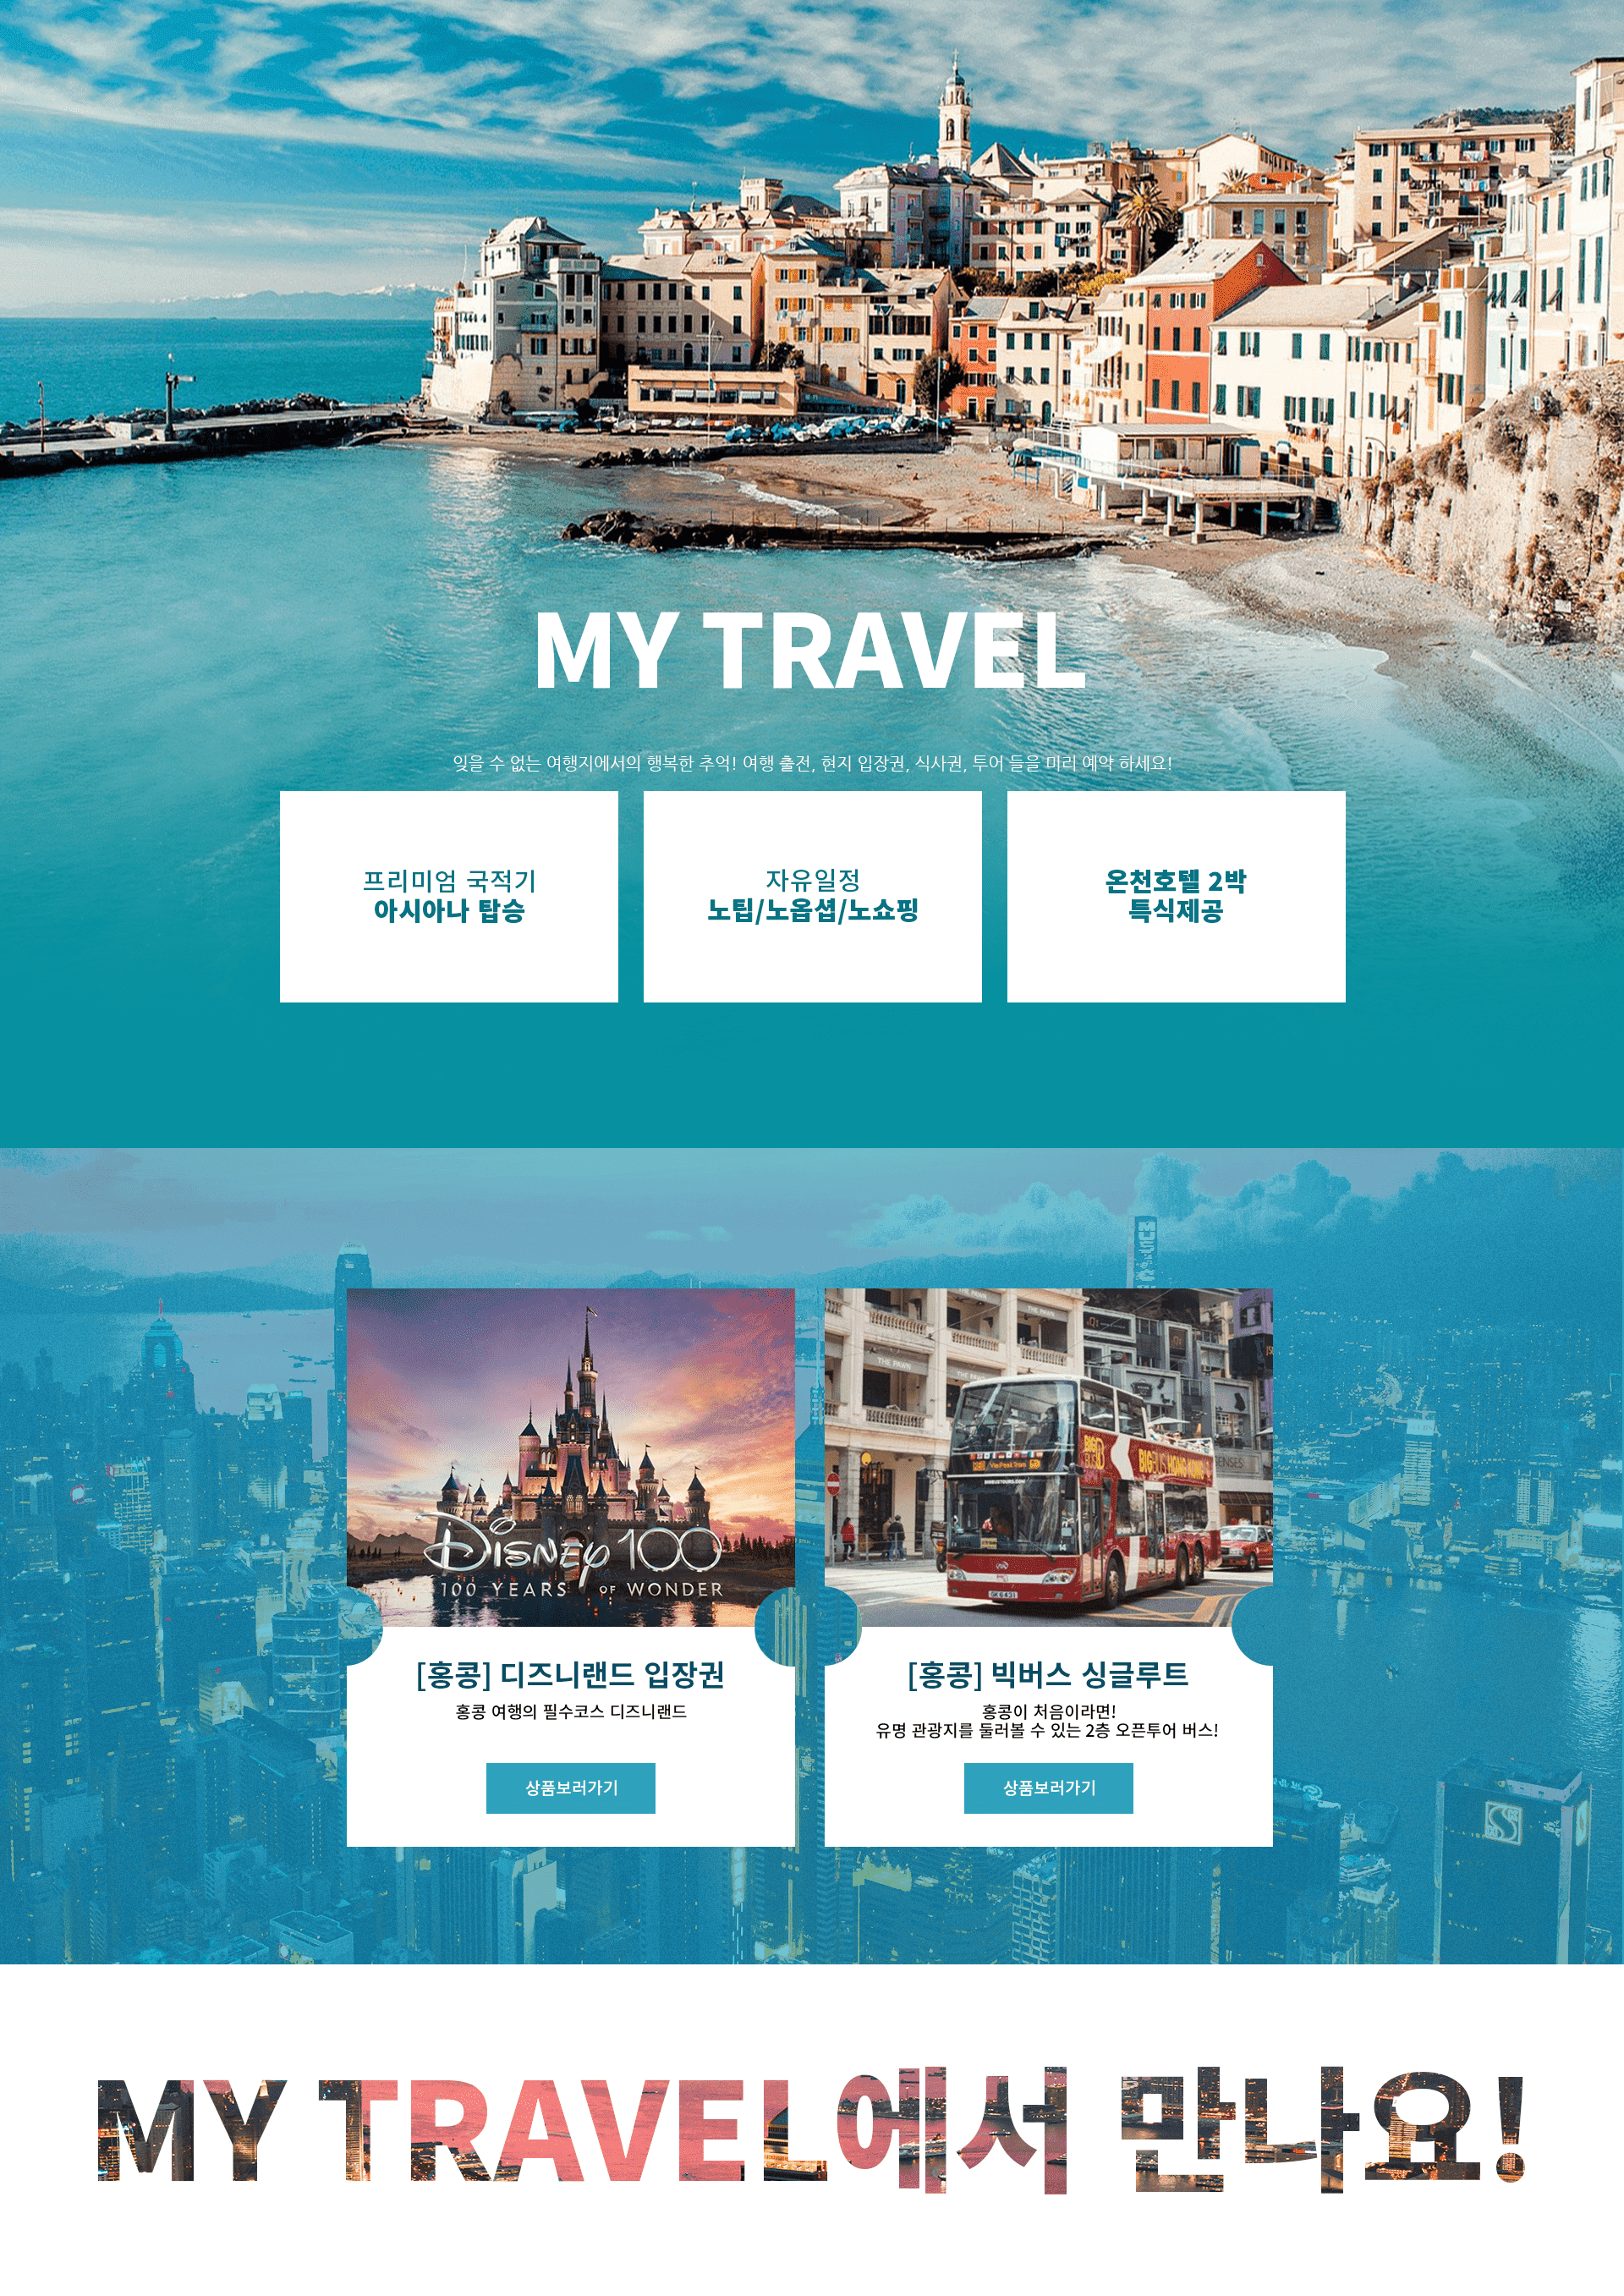 MY TRAVEL
잊을 수 없는 여행지에서의 행복한 추억! 여행 출전, 현지 입장권, 식사권, 투어 들을 미리 예약 하세요!
프리미엄 국적기
아시아나 탑승
자유일정
노팁/노옵션/노쇼핑
온천호텔 2박
특식제공
DISNEY 100
100 YEARS OF WONDER
THE PAWN
BIGBUS HONG KONG
[홍콩] 디즈니랜드 입장권
홍콩 여행의 필수코스 디즈니랜드
상품보러가기
[홍콩] 빅버스 싱글루트
홍콩이 처음이라면!
유명 관광지를 둘러볼 수 있는 2층 오픈투어 버스!
상품보러가기
MY TRAVEL에서 만나요!